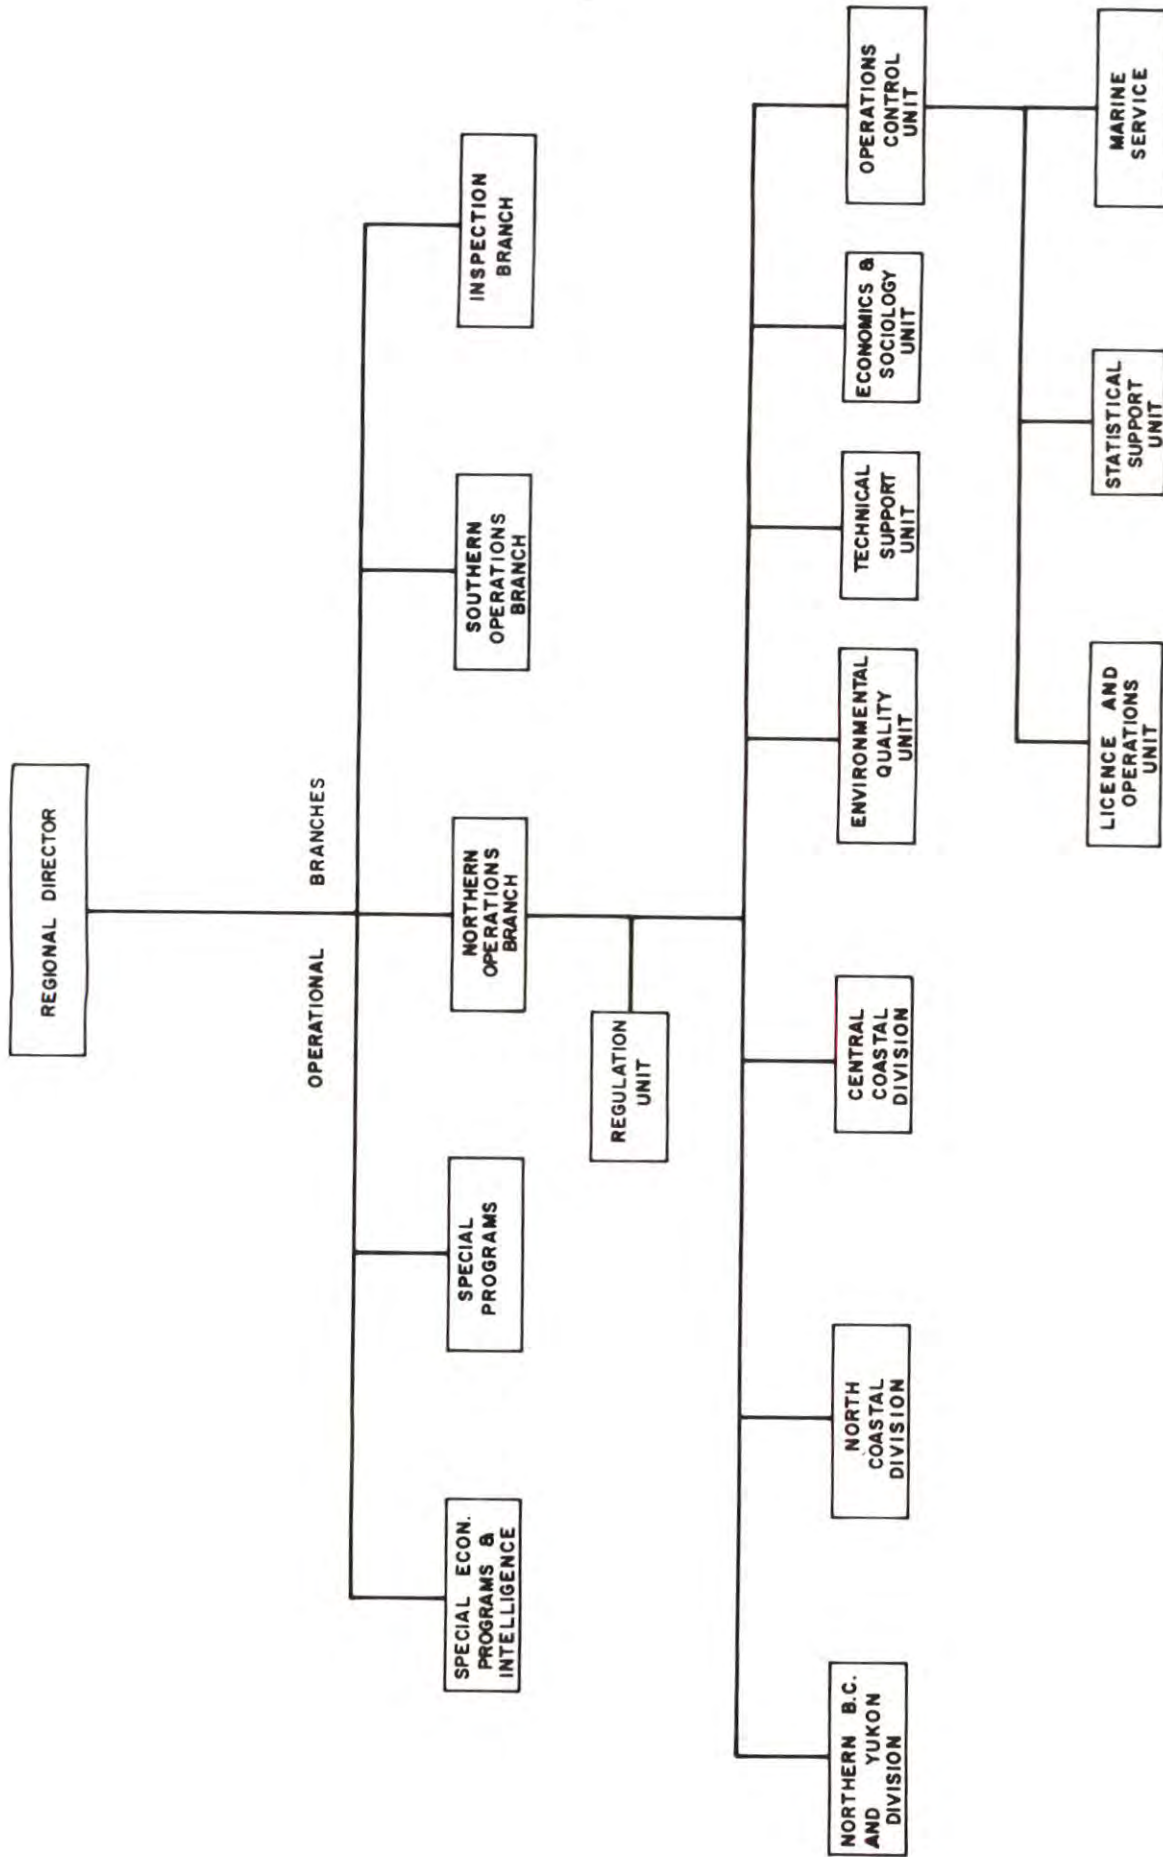 REGIONAL DIRECTOR
OPERATIONAL BRANCHES
SPECIAL ECON.
PROGRAMS &
INTELLIGENCE
SPECIAL
PROGRAMS
NORTHERN
OPERATIONS
BRANCH
SOUTHERN
OPERATIONS
BRANCH
INSPECTION
BRANCH
REGULATION
UNIT
NORTHERN B.C.
AND YUKON
DIVISION
NORTH
COASTAL
DIVISION
CENTRAL
COASTAL
DIVISION
ENVIRONMENTAL
QUALITY
UNIT
TECHNICAL
SUPPORT
UNIT
ECONOMICS &
SOCIOLOGY
UNIT
OPERATIONS
CONTROL
UNIT
LICENCE AND
OPERATIONS
UNIT
STATISTICAL
SUPPORT
UNIT
MARINE
SERVICE